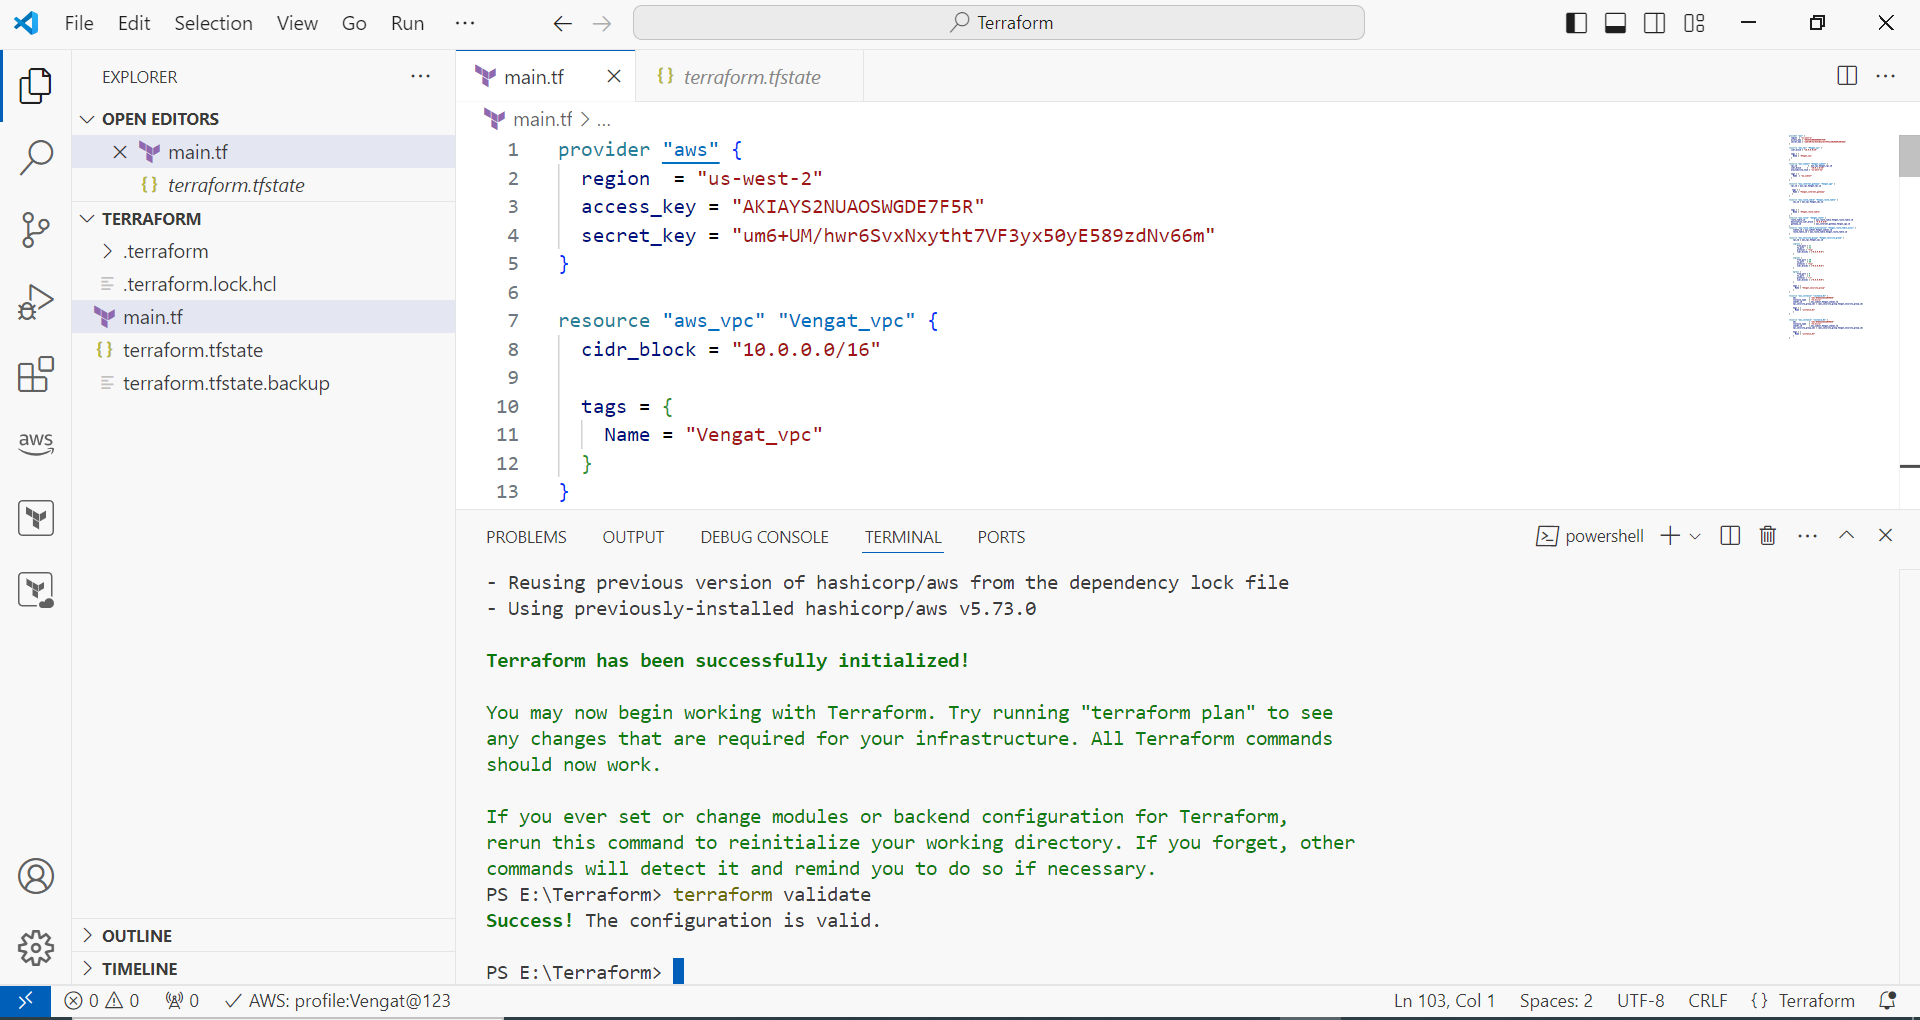 File Edit Selection View Go Run ···
Terraform
EXPLORER
OPEN EDITORS
main.tf
terraform.tfstate
TERRAFORM
.terraform
.terraform.lock.hcl
main.tf
terraform.tfstate
terraform.tfstate.backup
aws
OUTLINE
TIMELINE
main.tf
{} terraform.tfstate
main.tf > ...
1 provider "aws" {
2 region = "us-west-2"
3 access_key = "AKIAYS2NUAOSWGDE7F5R"
4 secret_key = "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"
5 }
6
7 resource "aws_vpc" "Vengat_vpc" {
8 cidr_block = "10.0.0.0/16"
9
10 tags = {
11 Name = "Vengat_vpc"
12 }
13 }
PROBLEMS OUTPUT DEBUG CONSOLE TERMINAL PORTS
powershell
- Reusing previous version of hashicorp/aws from the dependency lock file
- Using previously-installed hashicorp/aws v5.73.0
Terraform has been successfully initialized!
You may now begin working with Terraform. Try running "terraform plan" to see
any changes that are required for your infrastructure. All Terraform commands
should now work.
If you ever set or change modules or backend configuration for Terraform,
rerun this command to reinitialize your working directory. If you forget, other
commands will detect it and remind you to do so if necessary.
PS E:\Terraform> terraform validate
Success! The configuration is valid.
PS E:\Terraform>
0 0 0 AWS: profile:Vengat@123
Ln 103, Col 1 Spaces: 2 UTF-8 CRLF {} Terraform